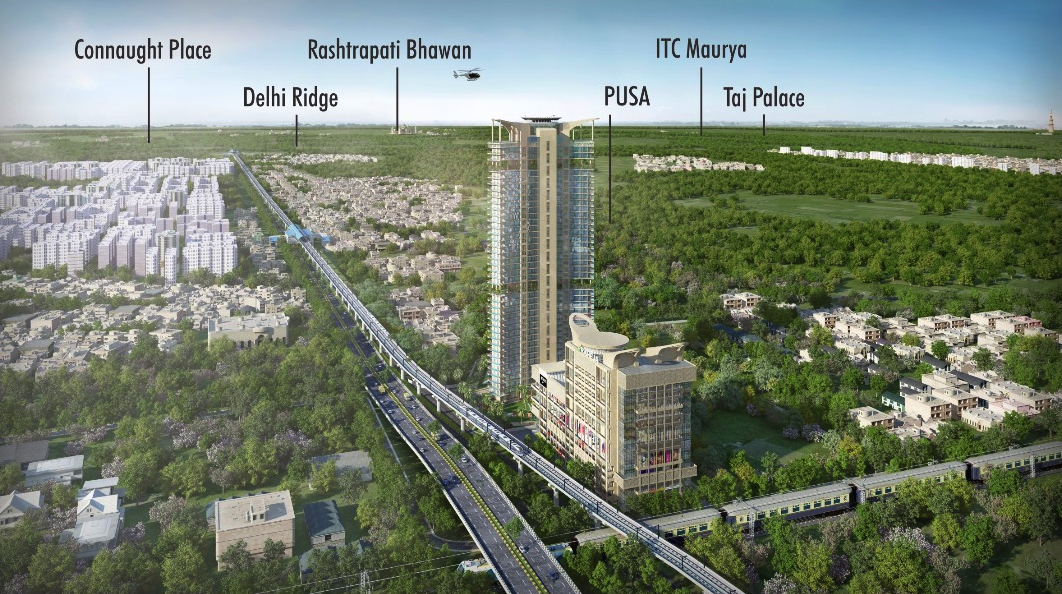 Connaught Place
Rashtrapati Bhawan
ITC Maurya
Delhi Ridge
PUSA
Taj Palace